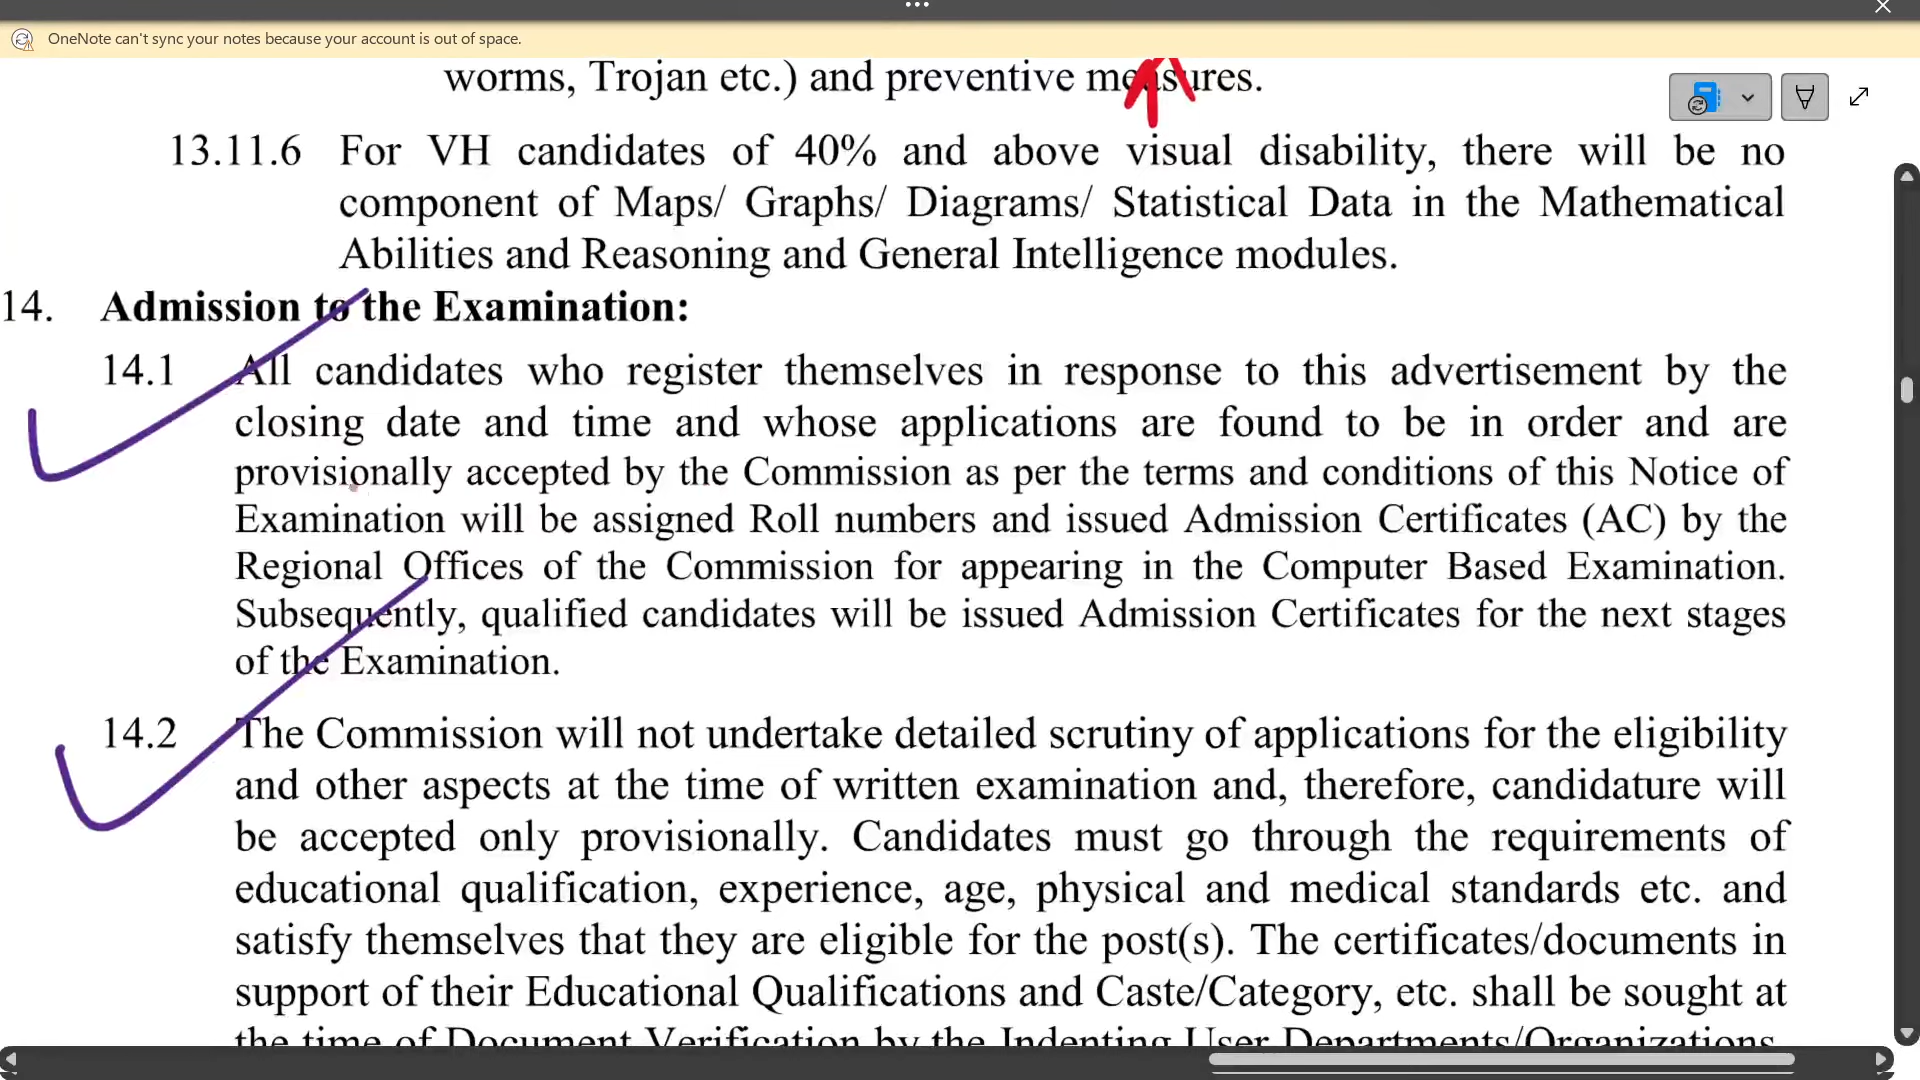 OneNote can't sync your notes because your account is out of space.
worms, Trojan etc.) and preventive measures.
13.11.6 For VH candidates of 40% and above visual disability, there will be no
component of Maps/ Graphs/ Diagrams/ Statistical Data in the Mathematical
Abilities and Reasoning and General Intelligence modules.
14. Admission to the Examination:
14.1 All candidates who register themselves in response to this advertisement by the
closing date and time and whose applications are found to be in order and are
provisionally accepted by the Commission as per the terms and conditions of this Notice of
Examination will be assigned Roll numbers and issued Admission Certificates (AC) by the
Regional Offices of the Commission for appearing in the Computer Based Examination.
Subsequently, qualified candidates will be issued Admission Certificates for the next stages
of the Examination.
14.2 The Commission will not undertake detailed scrutiny of applications for the eligibility
and other aspects at the time of written examination and, therefore, candidature will
be accepted only provisionally. Candidates must go through the requirements of
educational qualification, experience, age, physical and medical standards etc. and
satisfy themselves that they are eligible for the post(s). The certificates/documents in
support of their Educational Qualifications and Caste/Category, etc. shall be sought at
the time of Document Verification by the Indenting User Departments/Organizations.